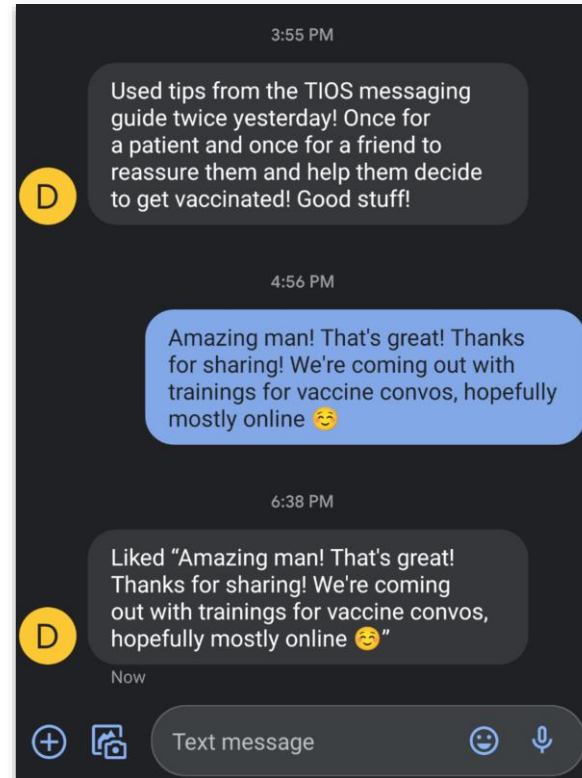 3:55 PM
Used tips from the TIOS messaging
guide twice yesterday! Once for
a patient and once for a friend to
reassure them and help them decide
to get vaccinated! Good stuff!
D
4:56 PM
Amazing man! That's great! Thanks
for sharing! We're coming out with
trainings for vaccine convos, hopefully
mostly online ☺️
6:38 PM
Liked “Amazing man! That's great!
Thanks for sharing! We're coming
out with trainings for vaccine convos,
hopefully mostly online ☺️”
D
Now
Text message